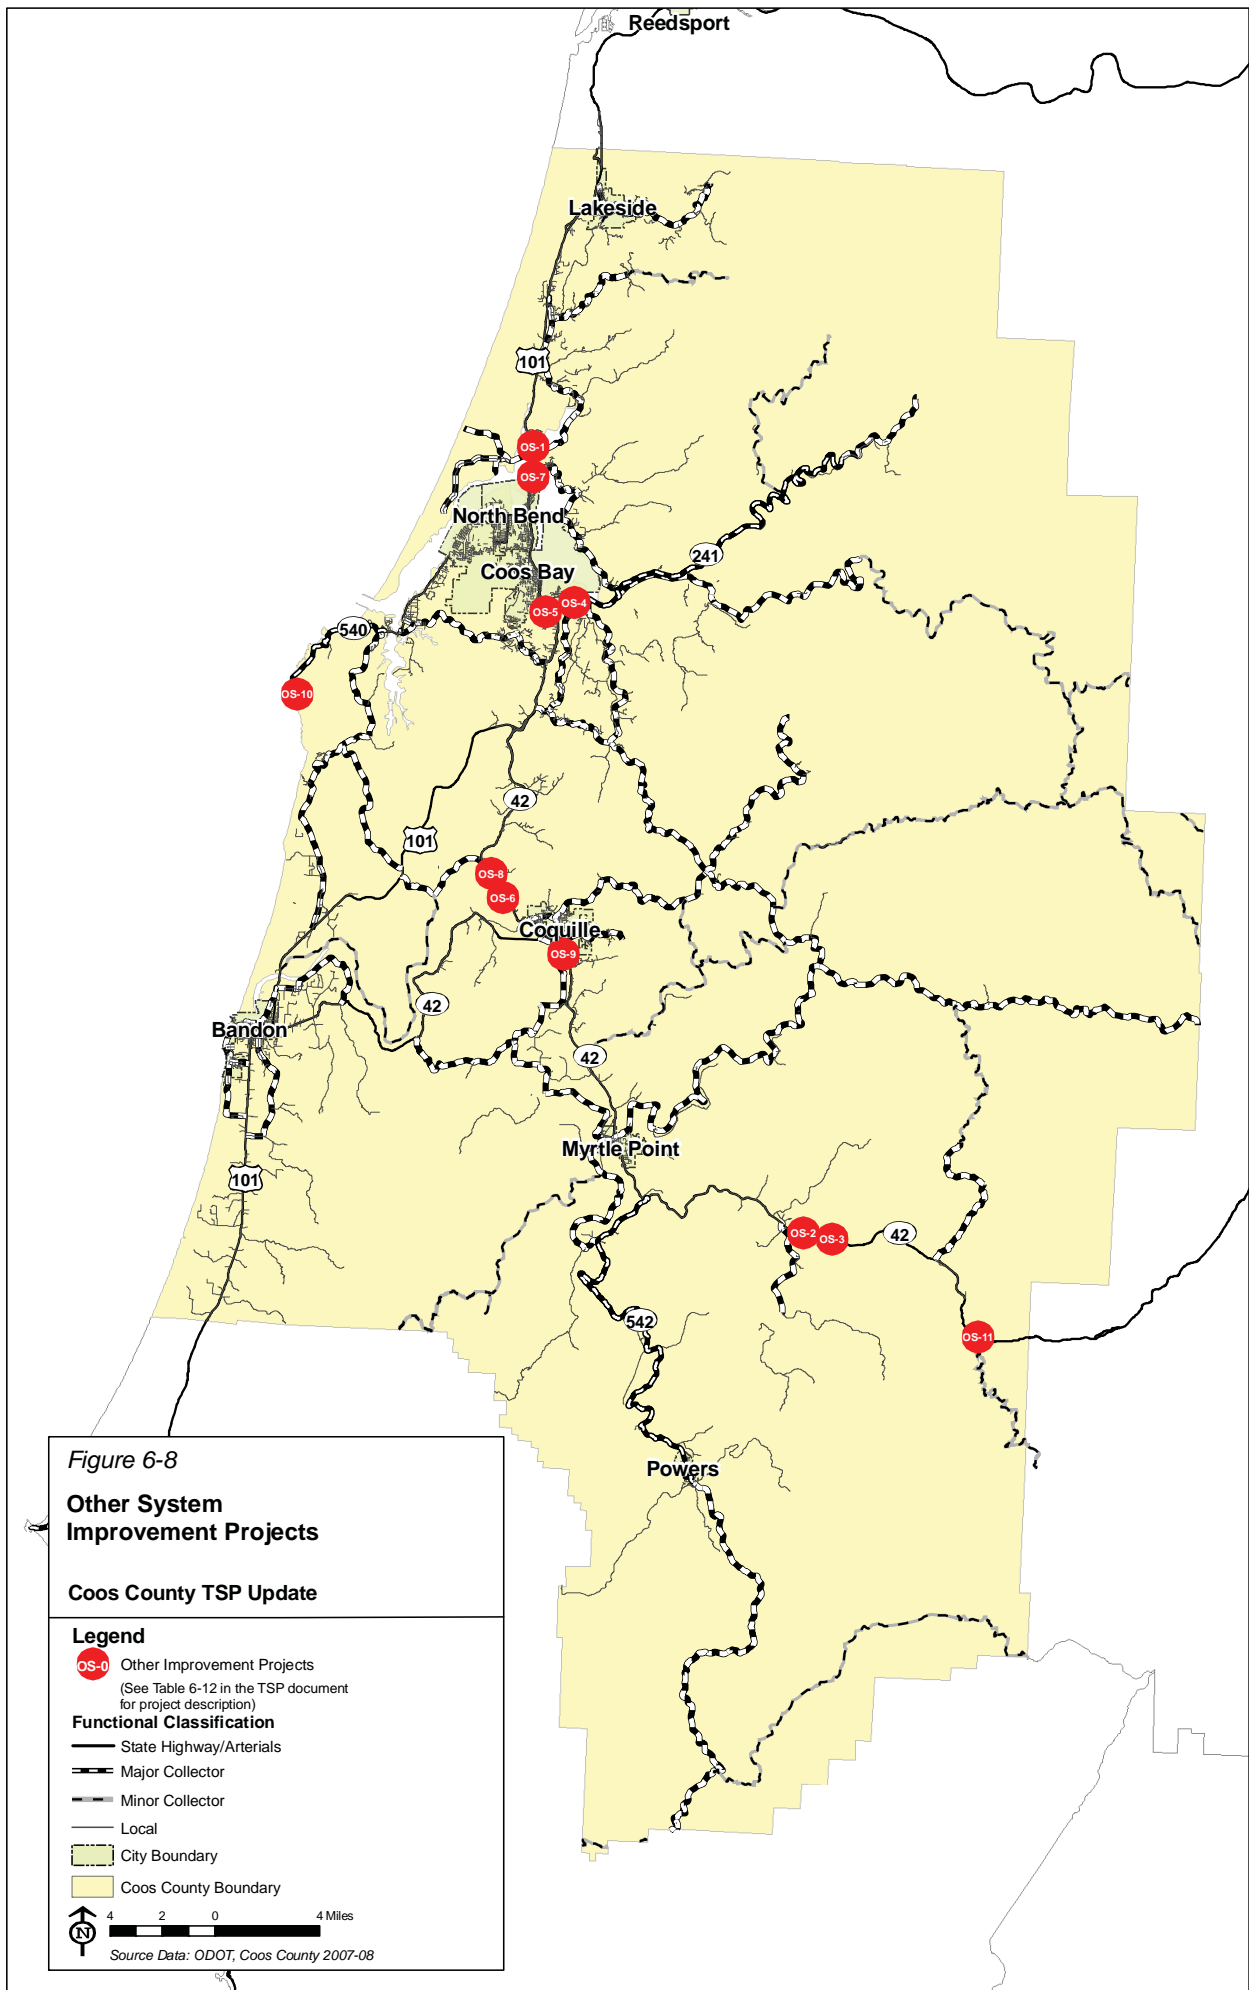 Reedsport
Lakeside
101
OS-1
OS-7
North Bend
241
Coos Bay
OS-4
OS-5
540
OS-10
42
101
OS-8
OS-6
Coquille
OS-9
42
Bandon
42
Myrtle Point
101
OS-2
OS-3
42
542
OS-11
Powers
Figure 6-8
Other System
Improvement Projects
Coos County TSP Update
Legend
OS-0 Other Improvement Projects
(See Table 6-12 in the TSP document
for project description)
Functional Classification
State Highway/Arterials
Major Collector
Minor Collector
Local
City Boundary
Coos County Boundary
N
4 2 0 4 Miles
Source Data: ODOT, Coos County 2007-08